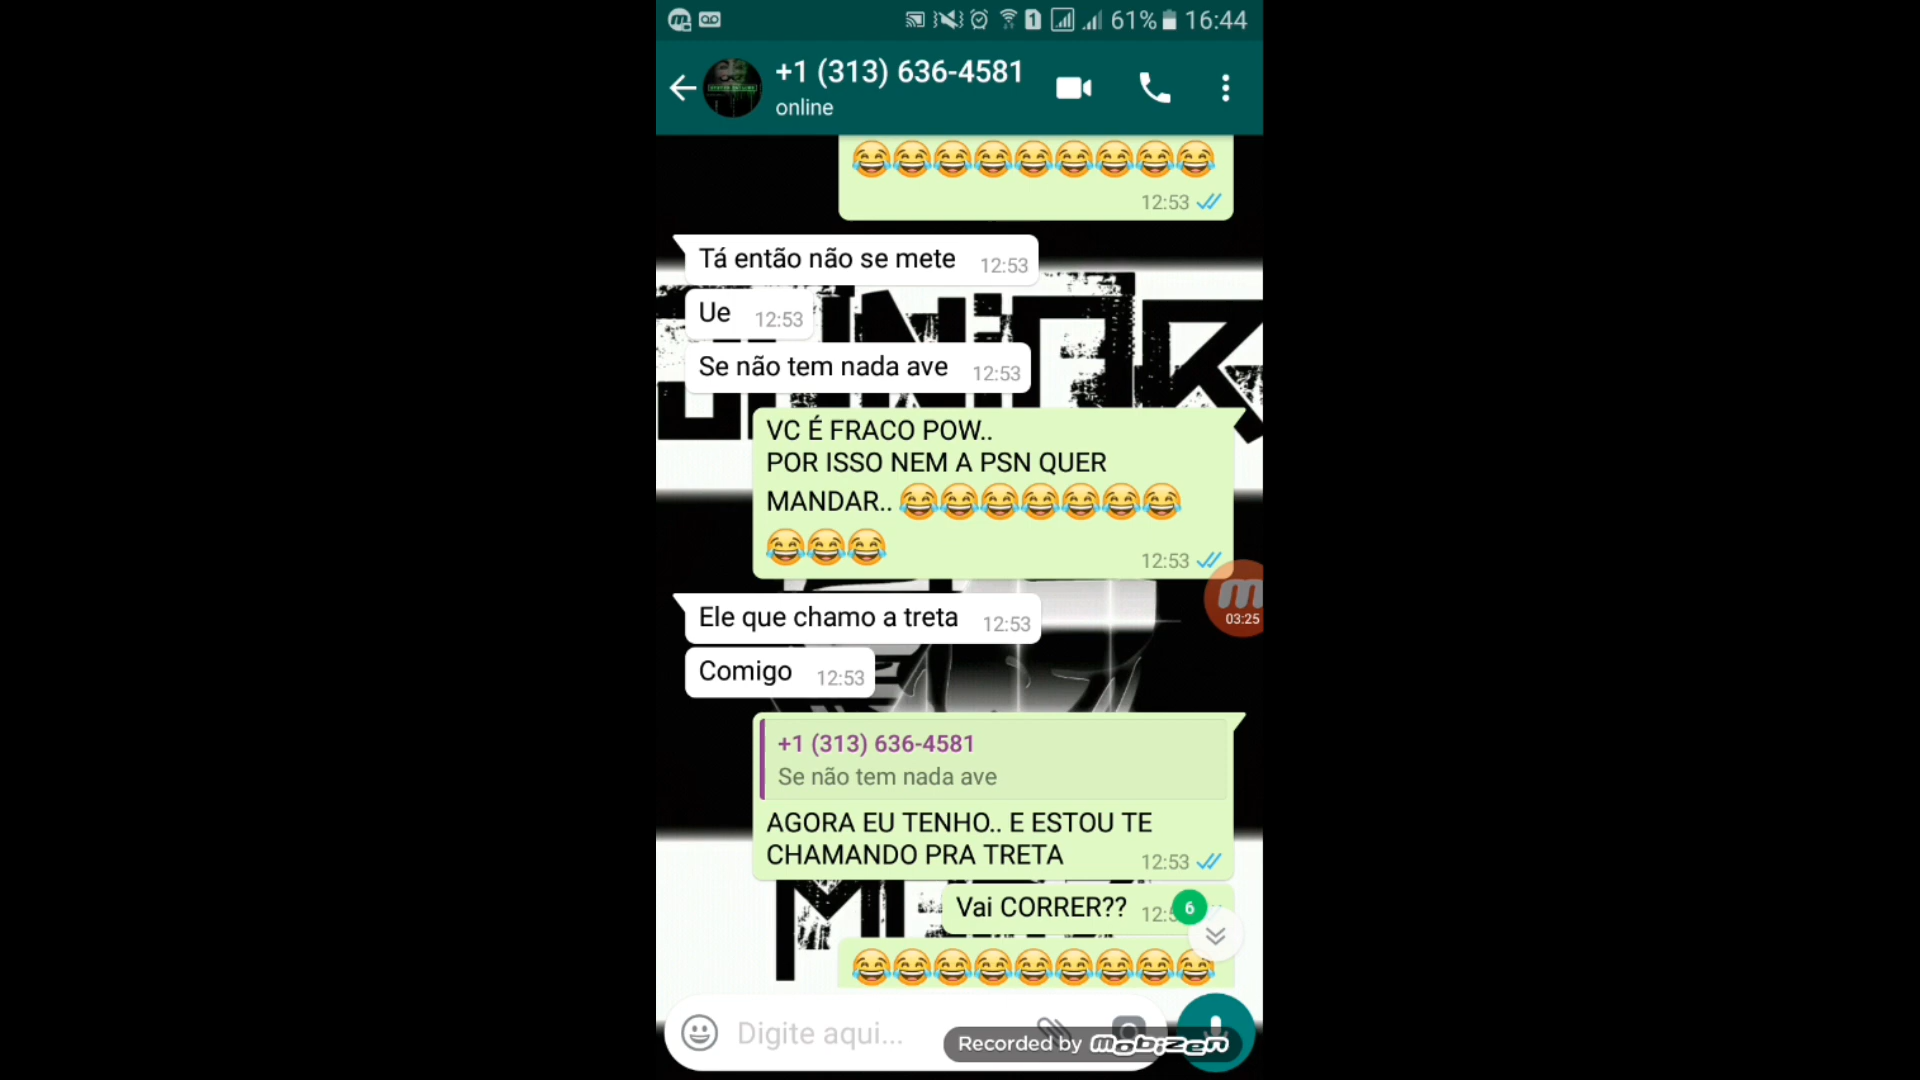 61% 16:44
+1 (313) 636-4581
online
😂😂😂😂😂😂😂😂😂
12:53
Tá então não se mete 12:53
Ue 12:53
Se não tem nada ave 12:53
VC É FRACO POW..
POR ISSO NEM A PSN QUER
MANDAR.. 😂😂😂😂😂😂😂
😂😂😂 12:53
03:25
Ele que chamo a treta 12:53
Comigo 12:53
+1 (313) 636-4581
Se não tem nada ave
AGORA EU TENHO.. E ESTOU TE
CHAMANDO PRA TRETA 12:53
Vai CORRER??
6
😂😂😂😂😂😂😂😂😂
Digite aqui...
Recorded by mobizen